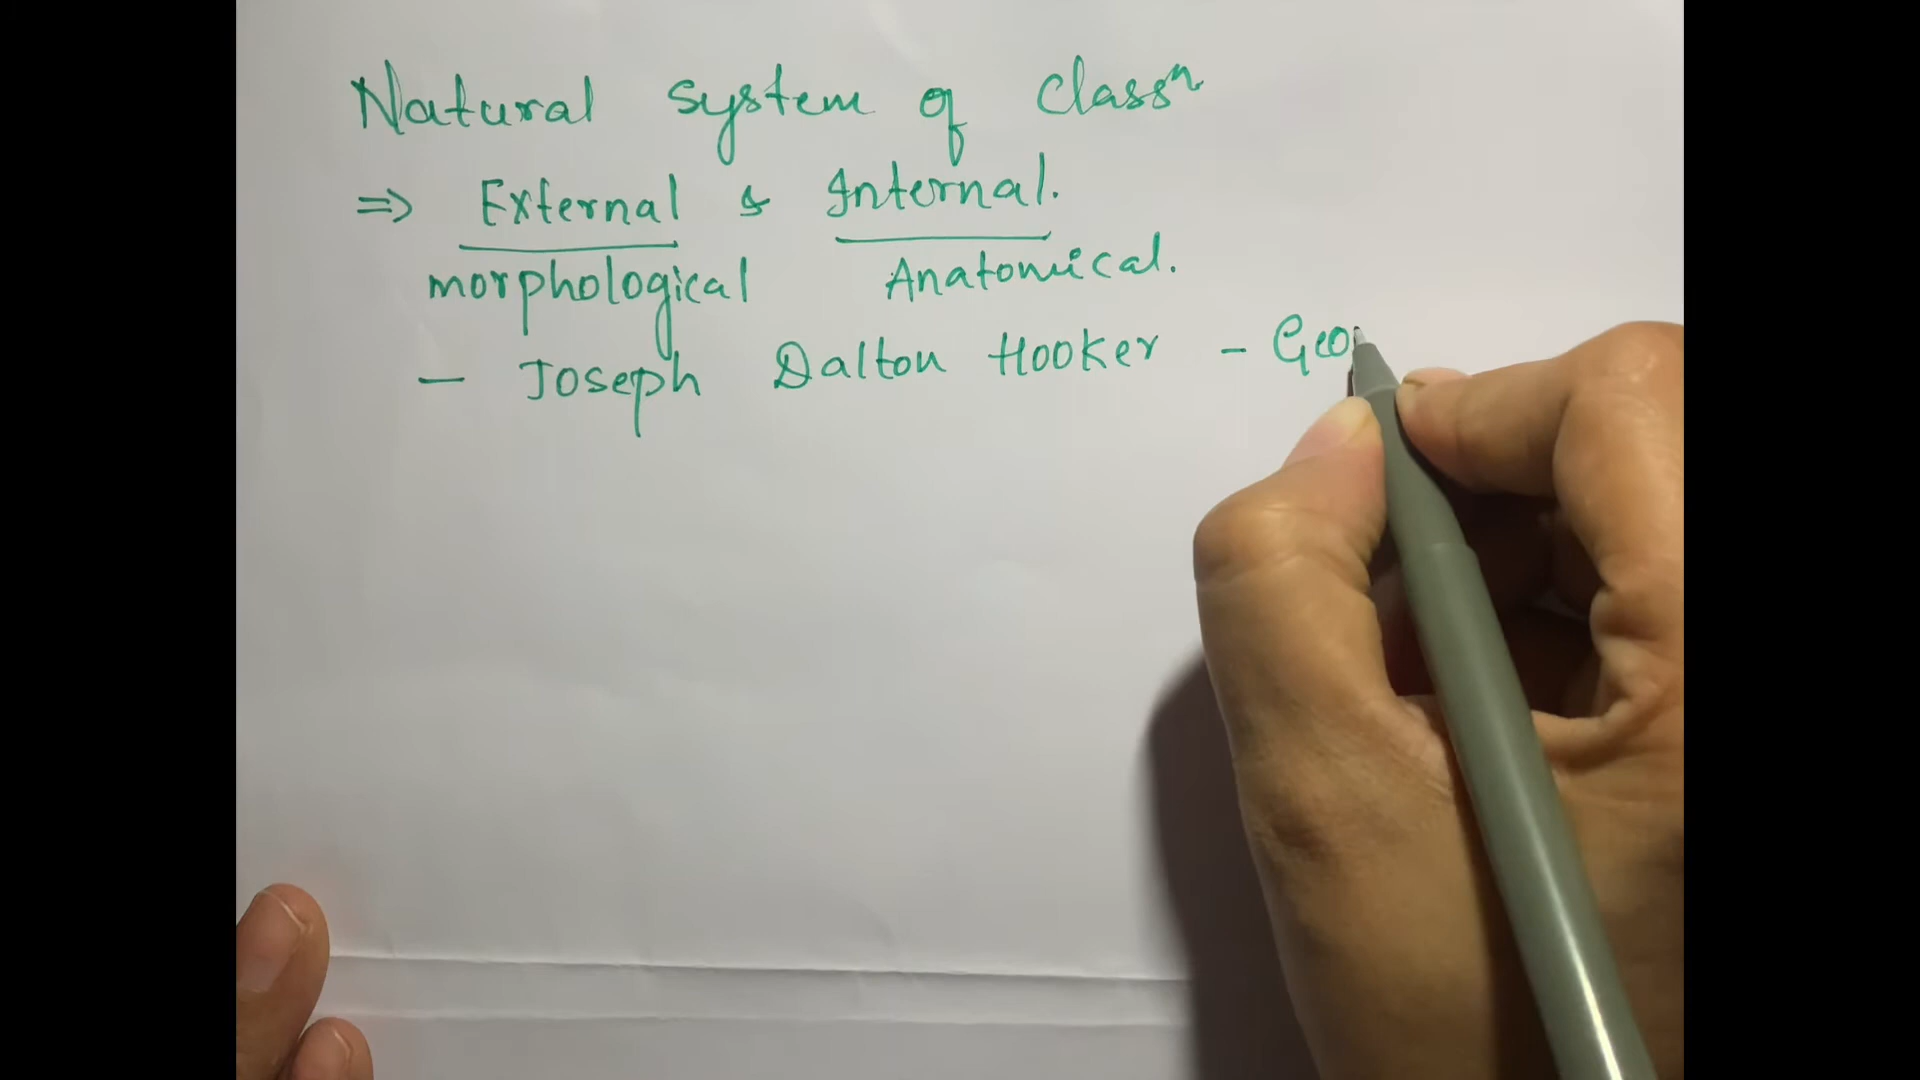 Natural system of Classⁿ
⇒ External & Internal.
morphological Anatomical.
- Joseph Dalton Hooker - Geo